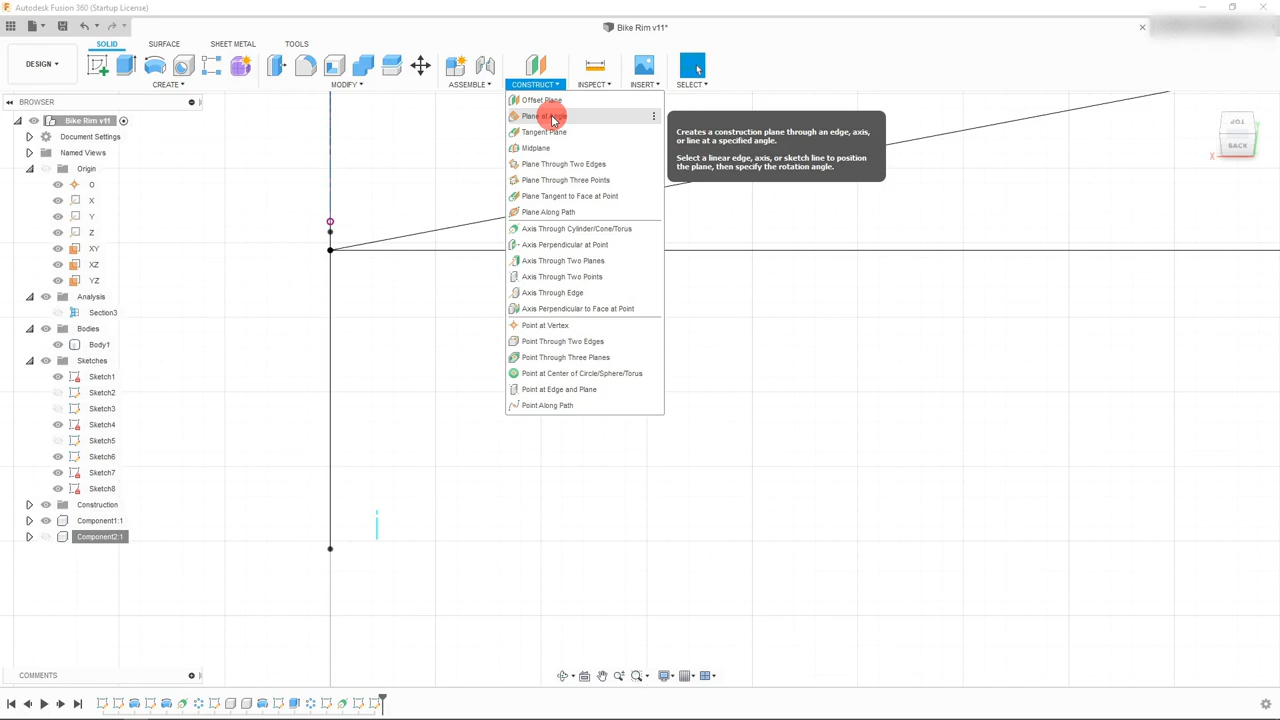 Autodesk Fusion 360 (Startup License)
Bike Rim v11*
SOLID SURFACE SHEET METAL TOOLS
DESIGN
CREATE MODIFY ASSEMBLE CONSTRUCT INSPECT INSERT SELECT
BROWSER
Bike Rim v11
Document Settings
Named Views
Origin
O
X
Y
Z
XY
XZ
YZ
Analysis
Section3
Bodies
Body1
Sketches
Sketch1
Sketch2
Sketch3
Sketch4
Sketch5
Sketch6
Sketch7
Sketch8
Construction
Component1:1
Component2:1
COMMENTS
Offset Plane
Plane at Angle
Tangent Plane
Midplane
Plane Through Two Edges
Plane Through Three Points
Plane Tangent to Face at Point
Plane Along Path
Axis Through Cylinder/Cone/Torus
Axis Perpendicular at Point
Axis Through Two Planes
Axis Through Two Points
Axis Through Edge
Axis Perpendicular to Face at Point
Point at Vertex
Point Through Two Edges
Point Through Three Planes
Point at Center of Circle/Sphere/Torus
Point at Edge and Plane
Point Along Path
Creates a construction plane through an edge, axis,
or line at a specified angle.
Select a linear edge, axis, or sketch line to position
the plane, then specify the rotation angle.
TOP
BACK
X